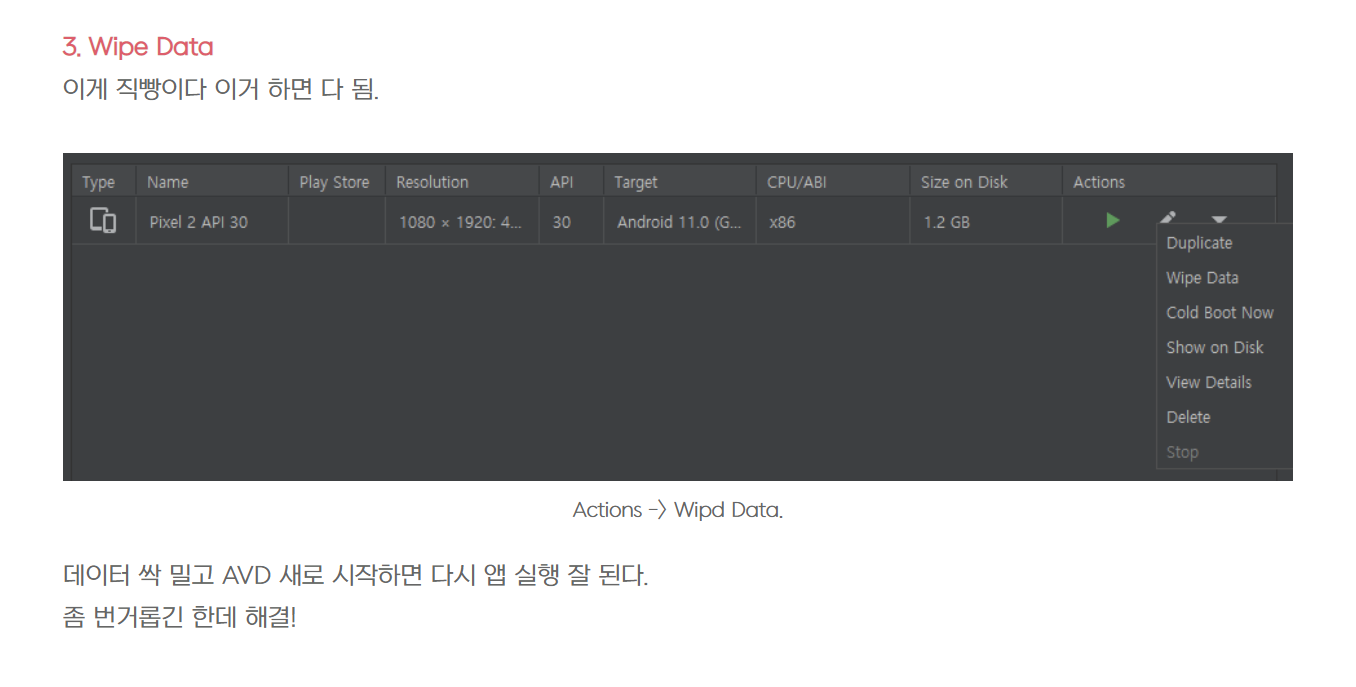 3. Wipe Data
이게 직빵이다 이거 하면 다 됨.
Type Name Play Store Resolution API Target CPU/ABI Size on Disk Actions
Pixel 2 API 30 1080 × 1920: 4... 30 Android 11.0 (G... x86 1.2 GB
Duplicate
Wipe Data
Cold Boot Now
Show on Disk
View Details
Delete
Stop
Actions -> Wipd Data.
데이터 싹 밀고 AVD 새로 시작하면 다시 앱 실행 잘 된다.
좀 번거롭긴 한데 해결!